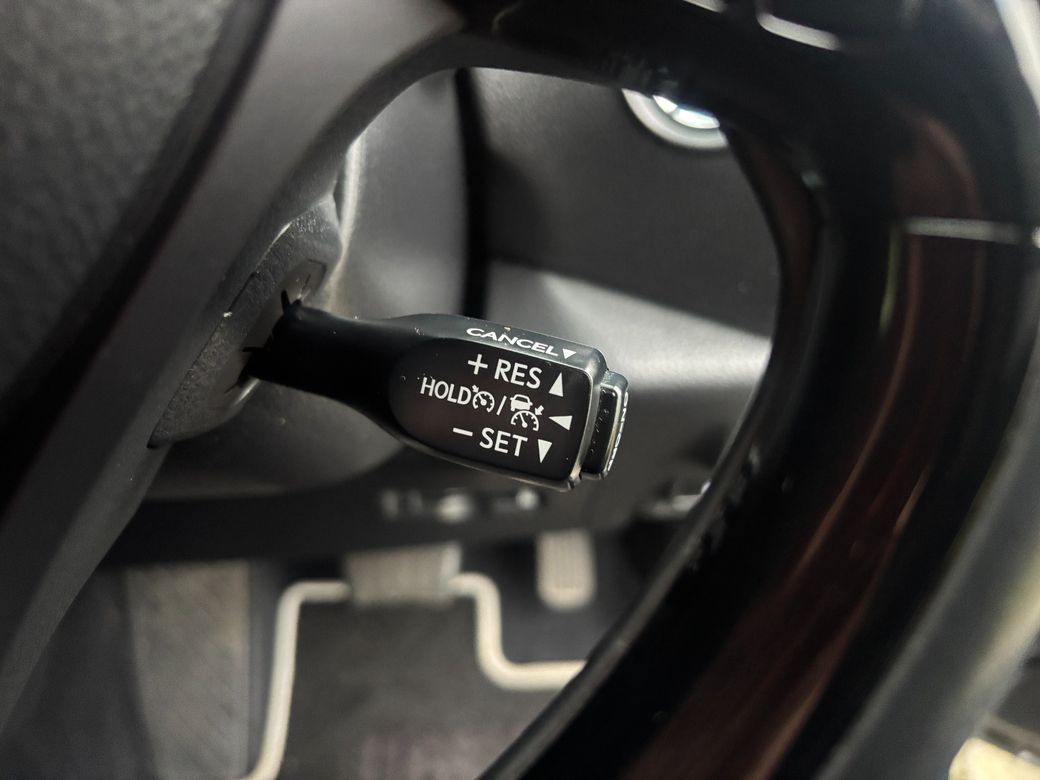 CANCEL▼
+ RES ▲
HOLD / ◀
− SET ▼